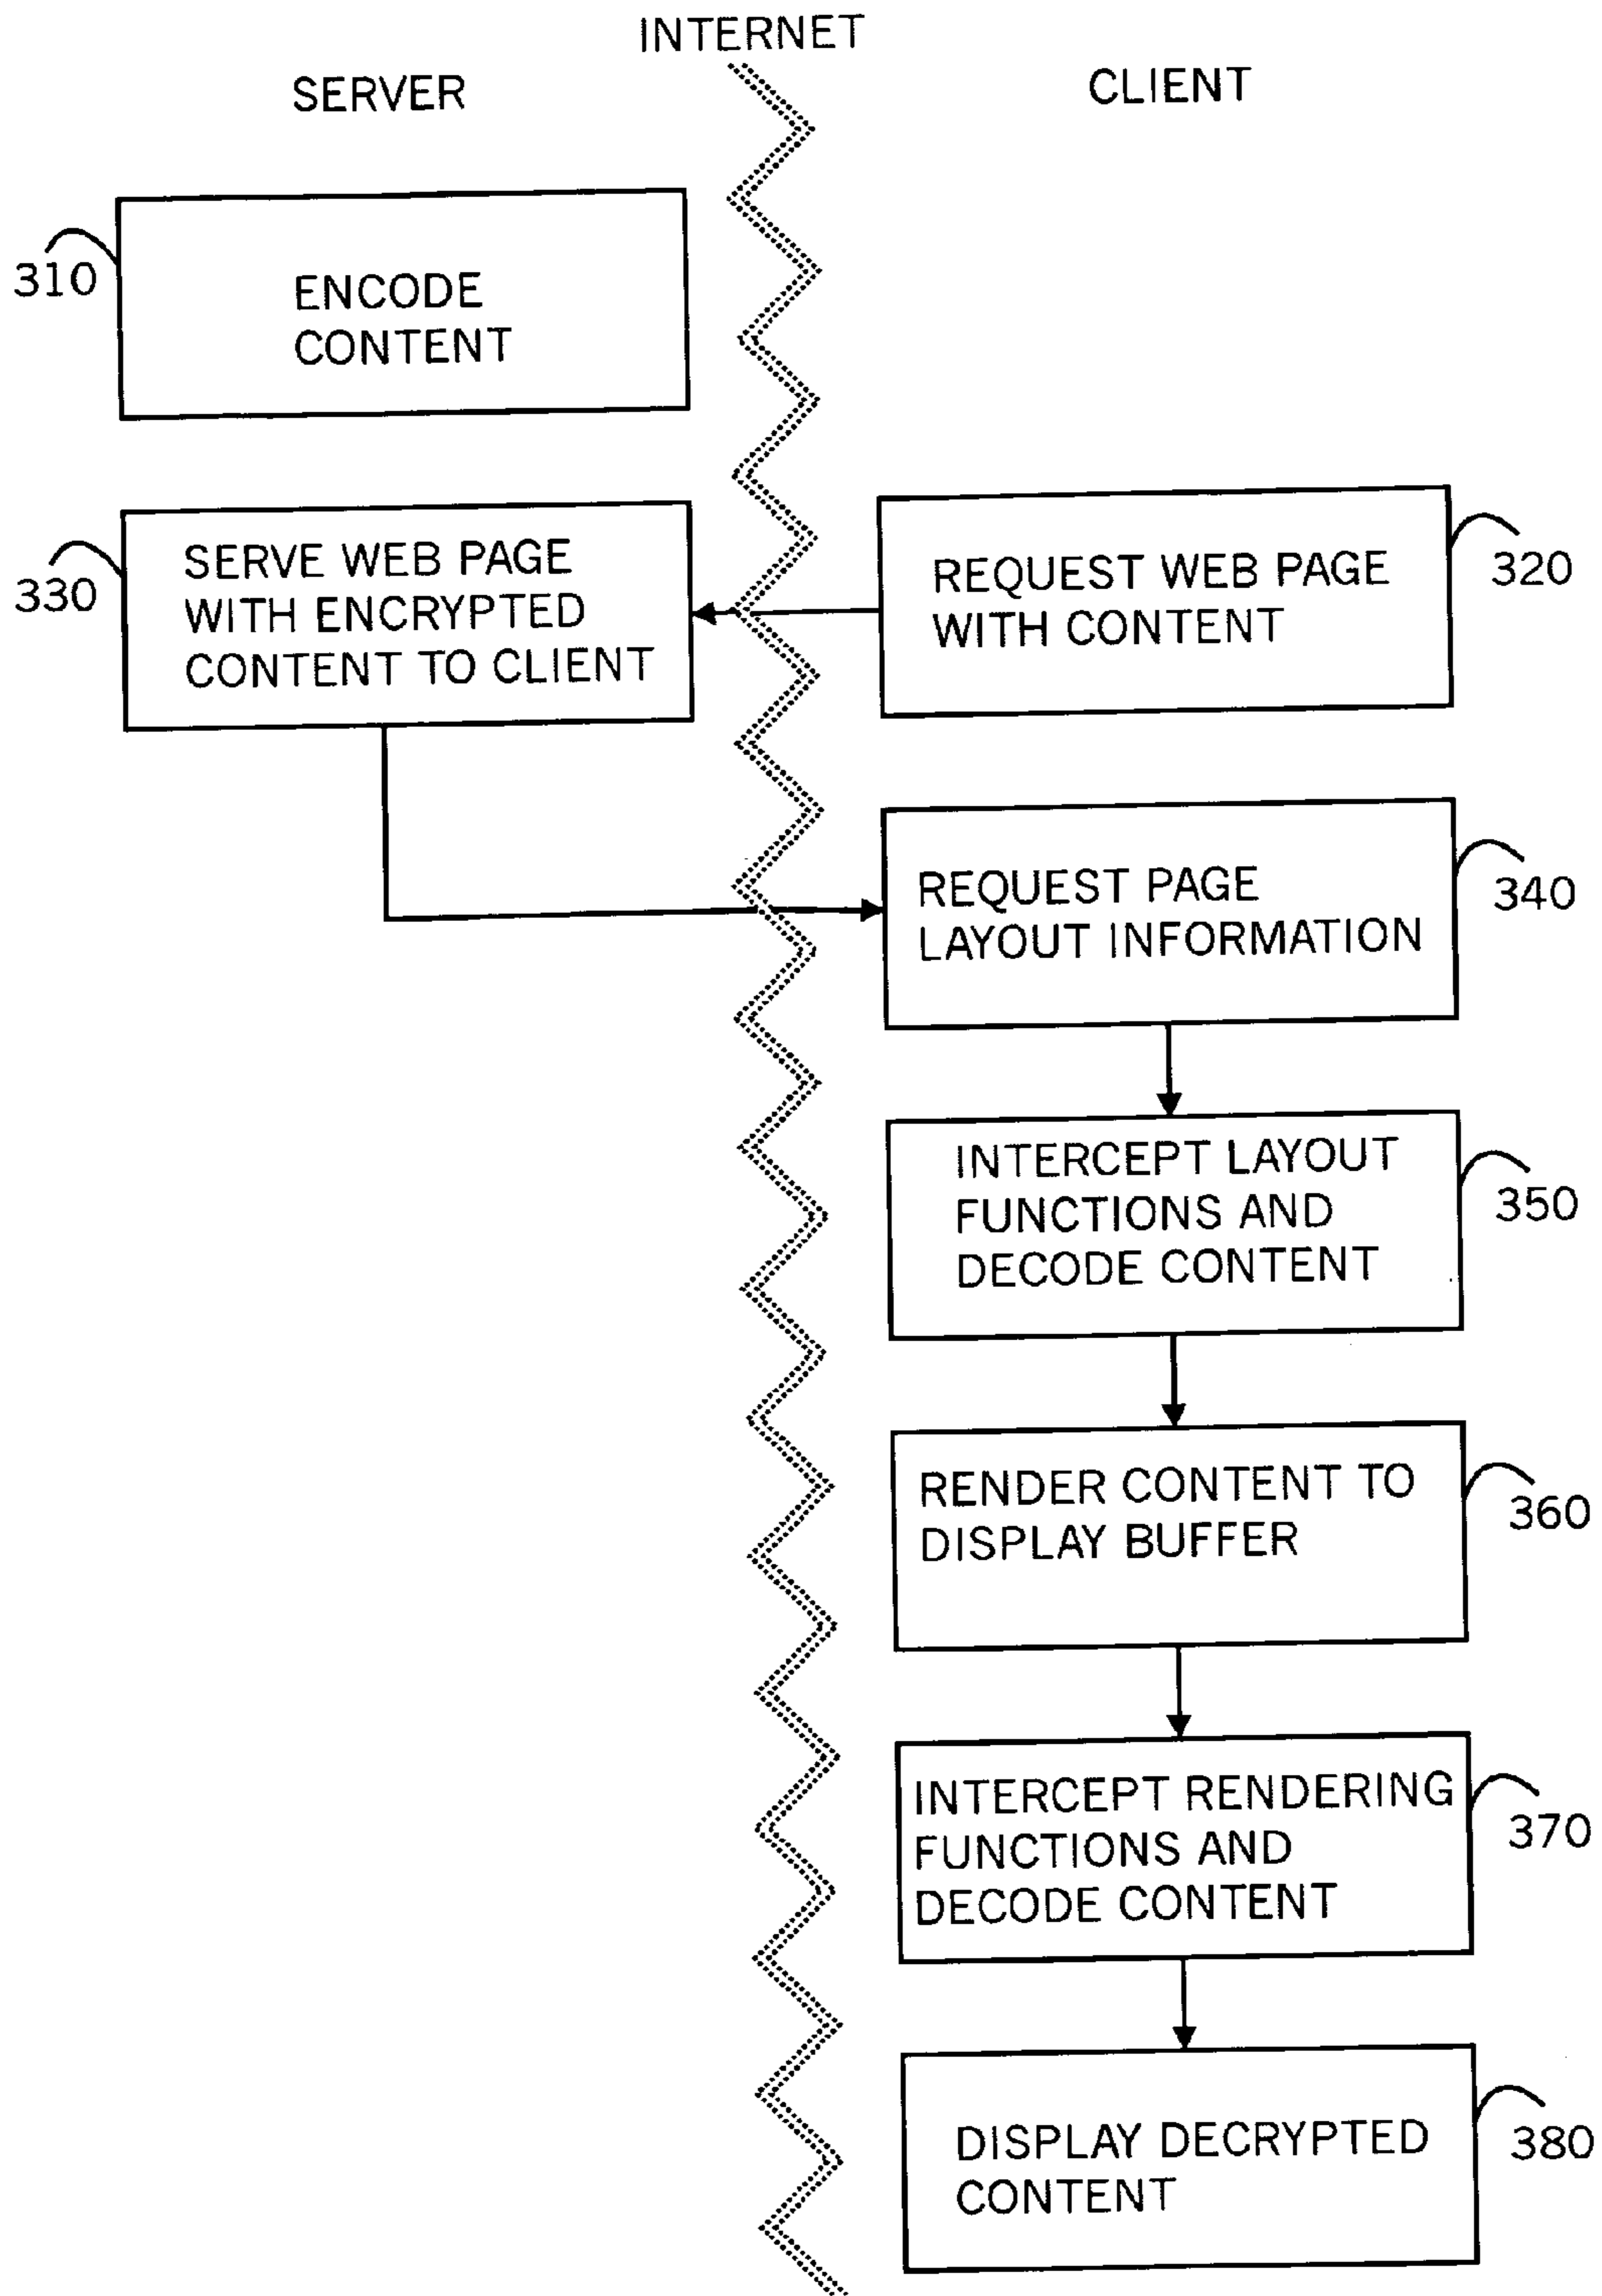 INTERNET
SERVER
CLIENT
310
ENCODE
CONTENT
330
SERVE WEB PAGE
WITH ENCRYPTED
CONTENT TO CLIENT
REQUEST WEB PAGE
WITH CONTENT
320
REQUEST PAGE
LAYOUT INFORMATION
340
INTERCEPT LAYOUT
FUNCTIONS AND
DECODE CONTENT
350
RENDER CONTENT TO
DISPLAY BUFFER
360
INTERCEPT RENDERING
FUNCTIONS AND
DECODE CONTENT
370
DISPLAY DECRYPTED
CONTENT
380